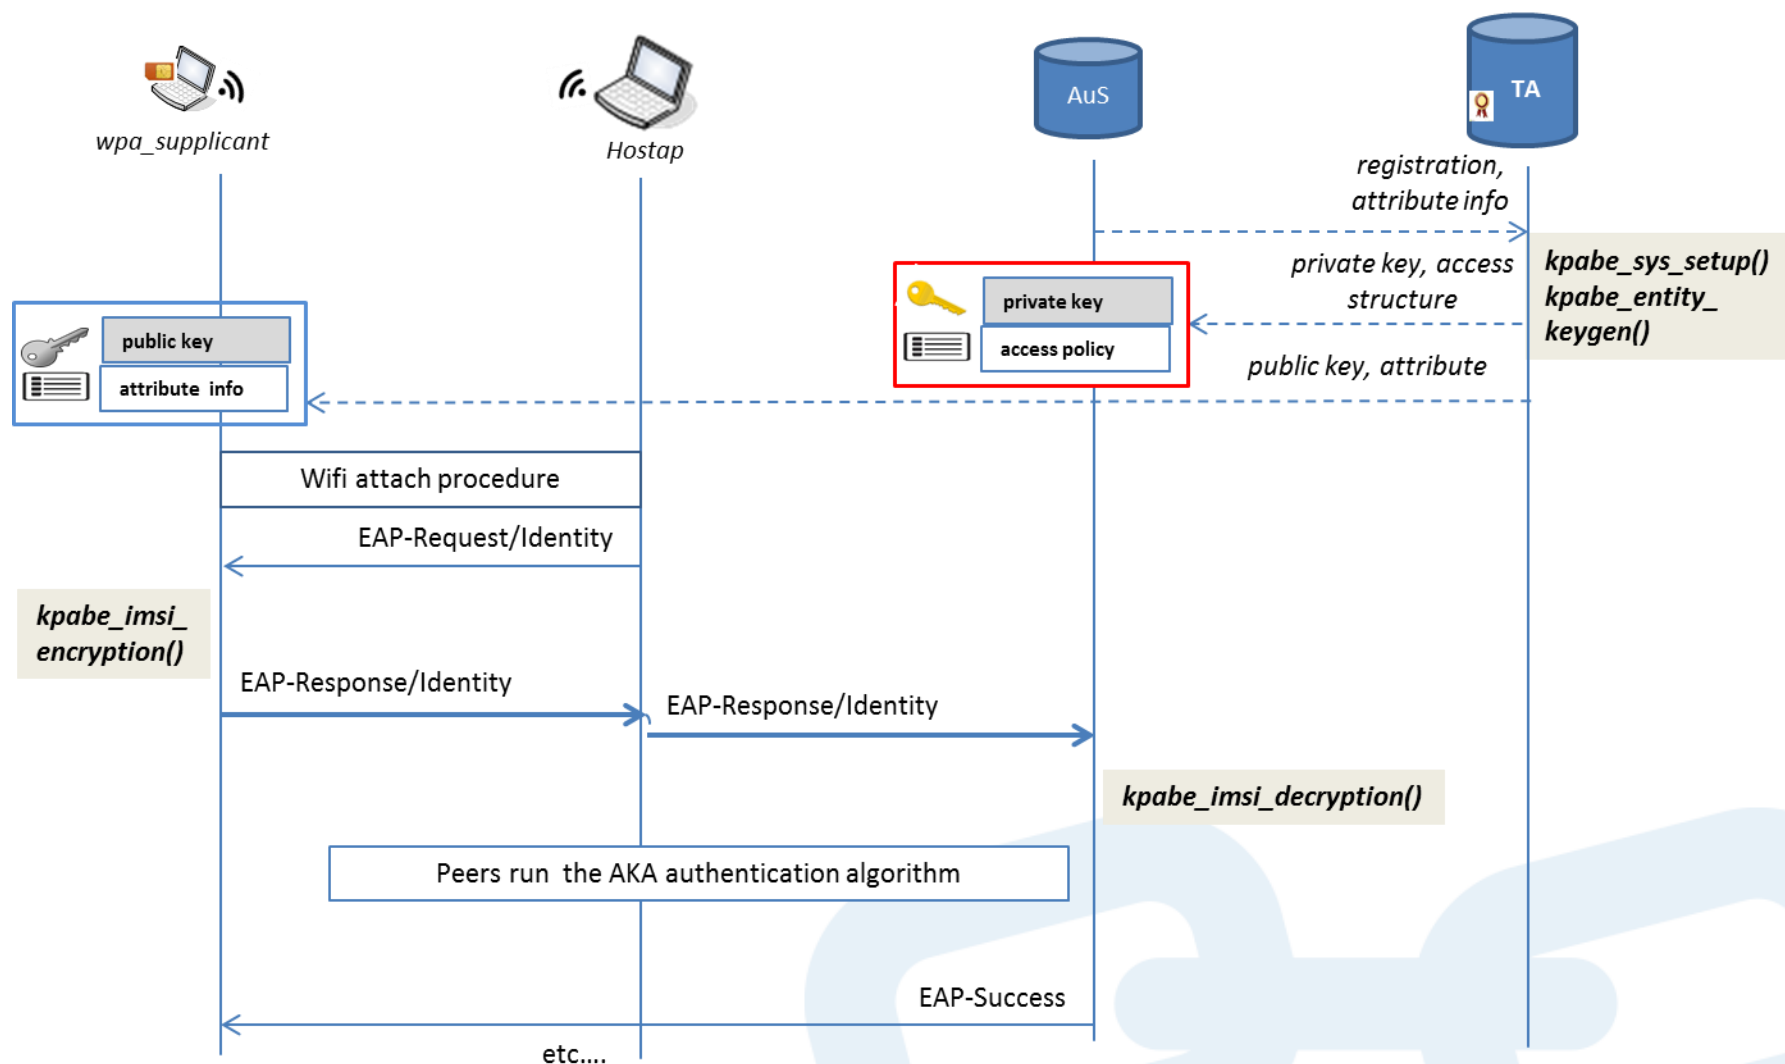 wpa_supplicant
Hostap
AuS
TA
registration,
attribute info
private key, access
structure
kpabe_sys_setup()
kpabe_entity_
keygen()
private key
access policy
public key, attribute
public key
attribute info
Wifi attach procedure
EAP-Request/Identity
kpabe_imsi_
encryption()
EAP-Response/Identity
EAP-Response/Identity
kpabe_imsi_decryption()
Peers run the AKA authentication algorithm
EAP-Success
etc....